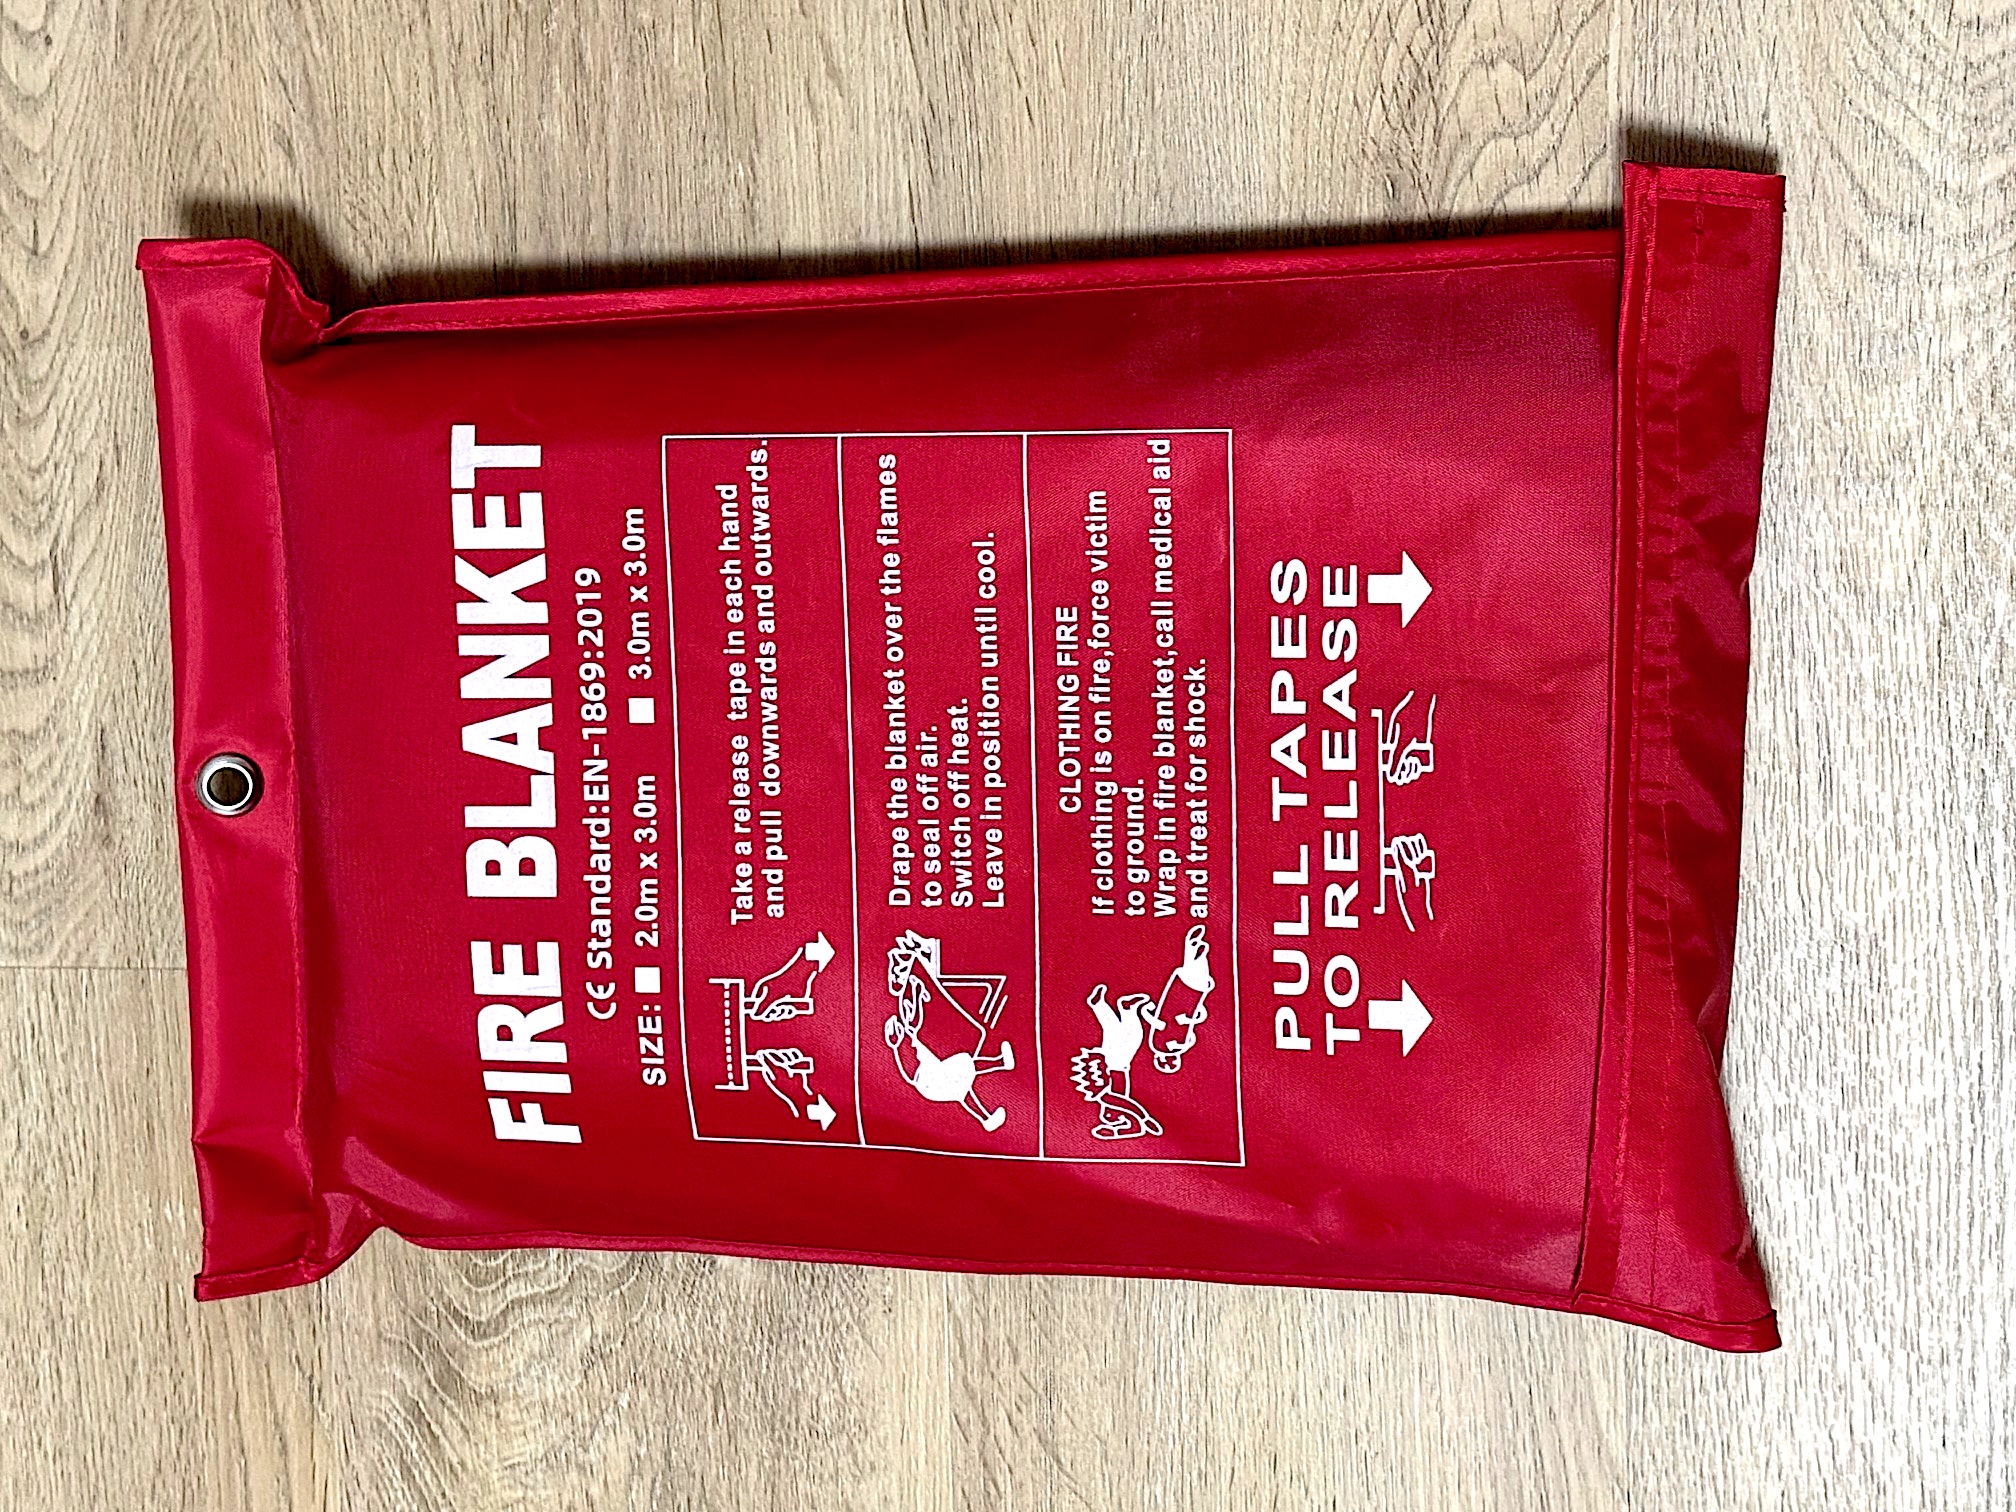 FIRE BLANKET
CE Standard:EN-1869:2019
SIZE: ■ 2.0m x 3.0m ■ 3.0m x 3.0m
Take a release tape in each hand
and pull downwards and outwards.
Drape the blanket over the flames
to seal off air.
Switch off heat.
Leave in position until cool.
CLOTHING FIRE
If clothing is on fire,force victim
to ground.
Wrap in fire blanket,call medical aid
and treat for shock.
PULL TAPES
TO RELEASE